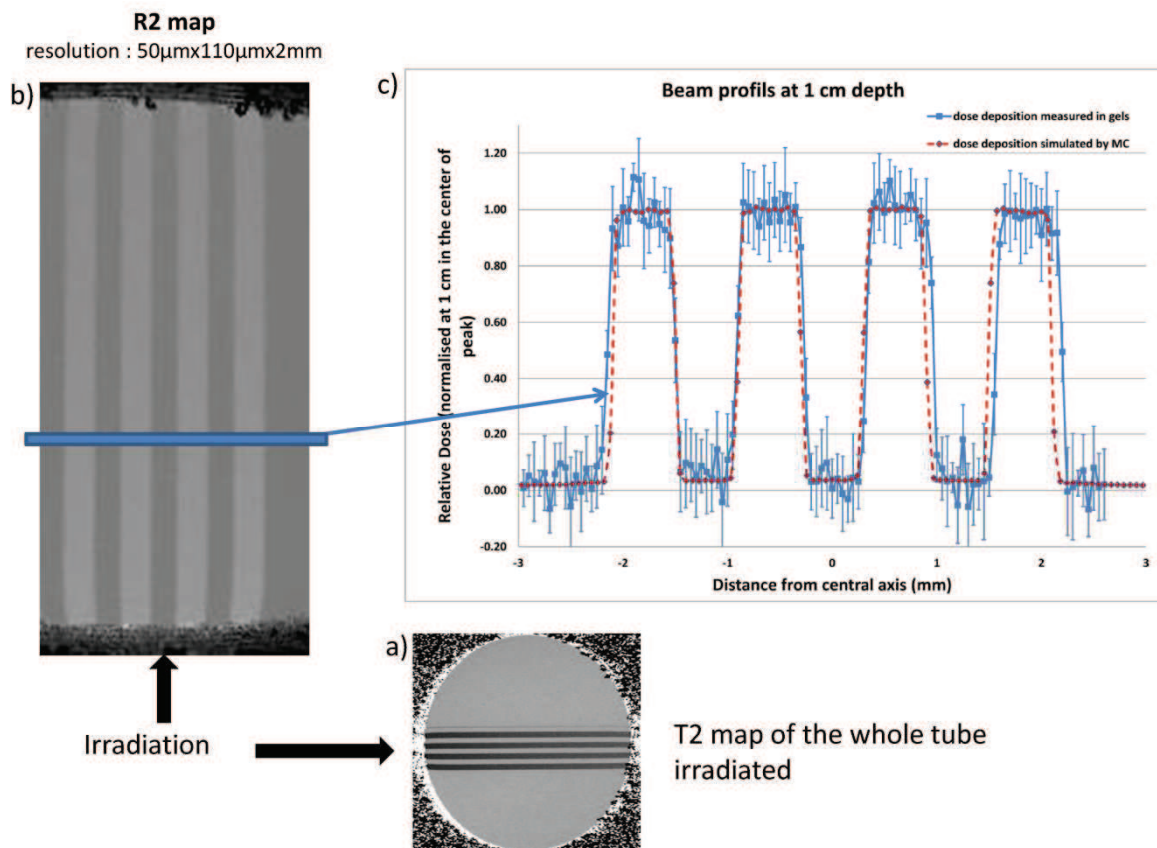 R2 map
resolution : 50µmx110µmx2mm
b)
c)
Beam profils at 1 cm depth
dose deposition measured in gels
dose deposition simulated by MC
Relative Dose (normalised at 1 cm in the center of
peak)
1.20
1.00
0.80
0.60
0.40
0.20
0.00
-0.20
-3
-2
-1
0
1
2
3
Distance from central axis (mm)
a)
Irradiation
T2 map of the whole tube
irradiated